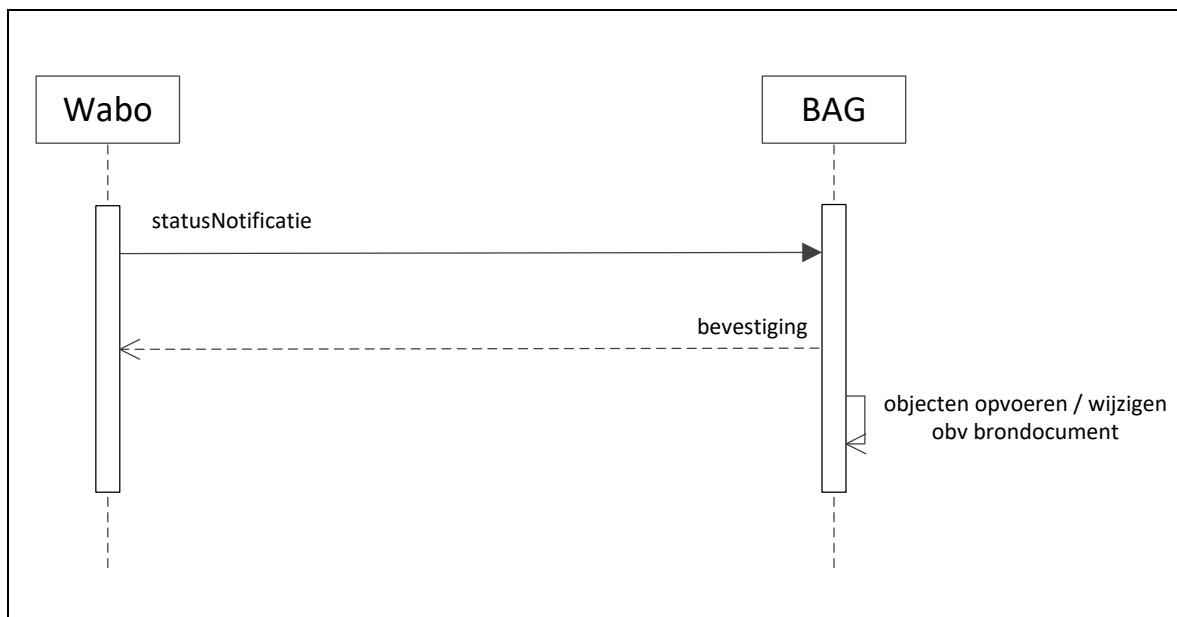 Wabo
BAG
statusNotificatie
bevestiging
objecten opvoeren / wijzigen
obv brondocument